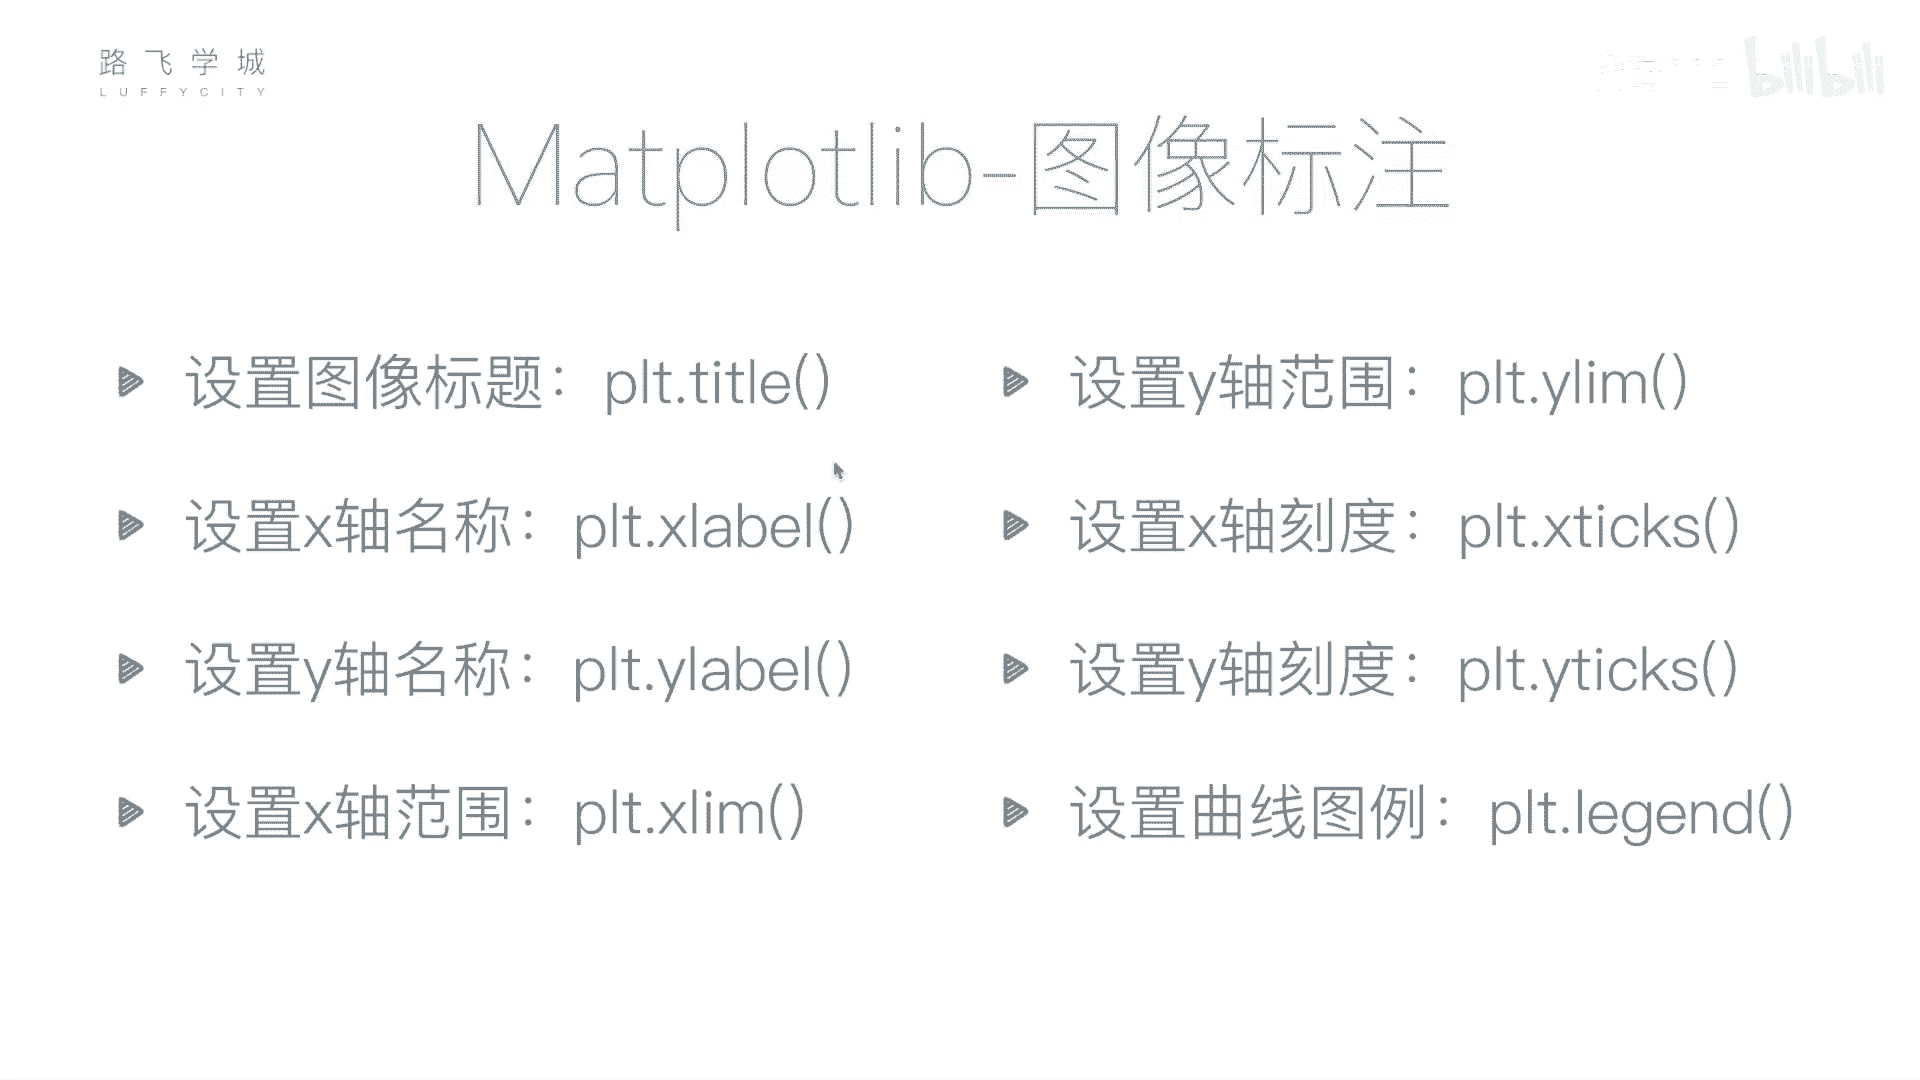 路飞学城
LUFFYCITY
bilibili
Matplotlib-图像标注
设置图像标题：plt.title()
设置x轴名称：plt.xlabel()
设置y轴名称：plt.ylabel()
设置x轴范围：plt.xlim()
设置y轴范围：plt.ylim()
设置x轴刻度：plt.xticks()
设置y轴刻度：plt.yticks()
设置曲线图例：plt.legend()